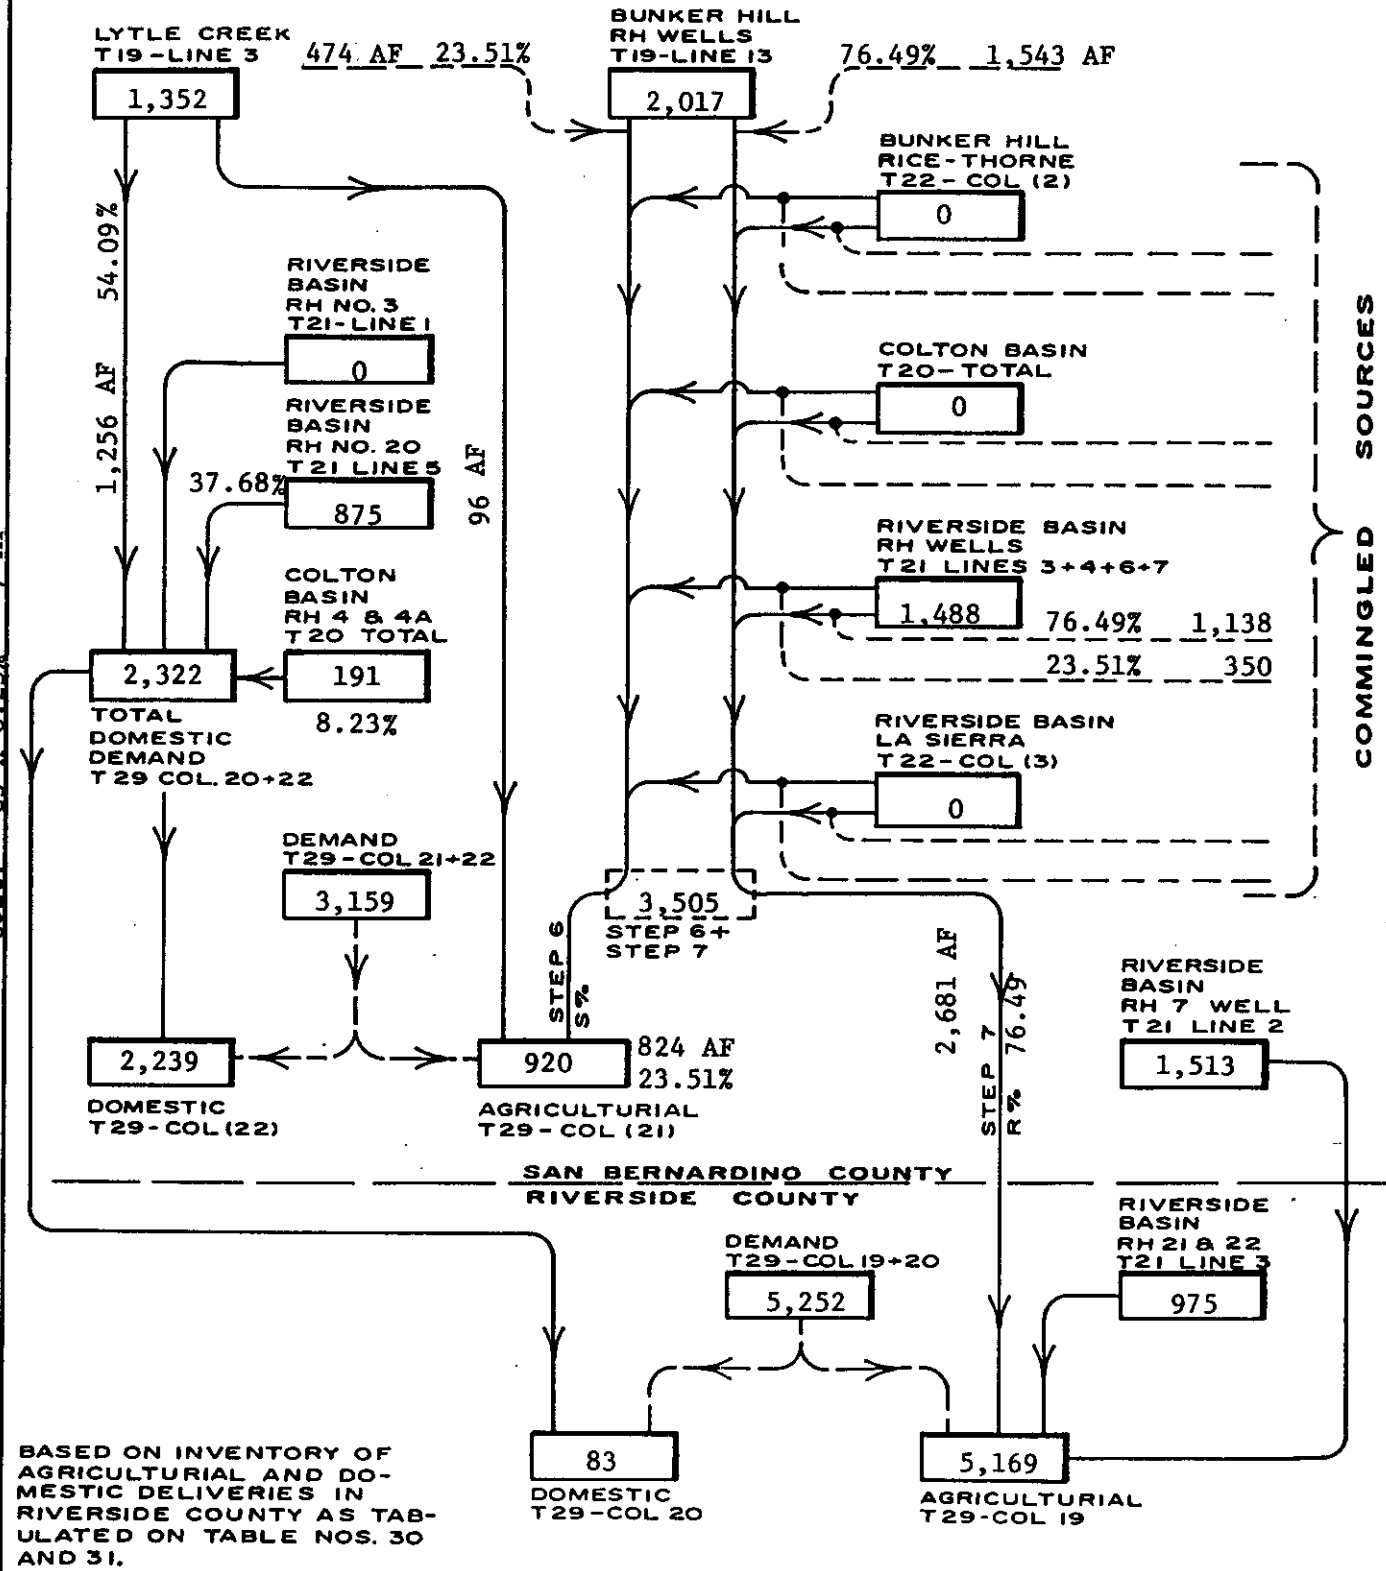 LYTLE CREEK
T19-LINE 3
1,352
474 AF 23.51%
BUNKER HILL
RH WELLS
T19-LINE 13
2,017
76.49% 1,543 AF
BUNKER HILL
RICE-THORNE
T22-COL (2)
0
54.09%
1,256 AF
RIVERSIDE
BASIN
RH NO. 3
T21-LINE 1
0
COLTON BASIN
T20-TOTAL
0
RIVERSIDE
BASIN
RH NO. 20
T21 LINE 5
37.68%
875
96 AF
RIVERSIDE BASIN
RH WELLS
T21 LINES 3+4+6+7
1,488
76.49% 1,138
23.51% 350
COMMINGLED SOURCES
COLTON
BASIN
RH 4 & 4A
T20 TOTAL
2,322
191
8.23%
TOTAL
DOMESTIC
DEMAND
T29 COL. 20+22
RIVERSIDE BASIN
LA SIERRA
T22-COL (3)
0
DEMAND
T29-COL 21+22
3,159
3,505
STEP 6+
STEP 7
STEP 6
S%
2,681 AF
STEP 7
R% 76.49
RIVERSIDE
BASIN
RH 7 WELL
T21 LINE 2
1,513
2,239
DOMESTIC
T29-COL (22)
920
824 AF
23.51%
AGRICULTURIAL
T29-COL (21)
SAN BERNARDINO COUNTY
RIVERSIDE COUNTY
RIVERSIDE
BASIN
RH 21 & 22
T21 LINE 3
975
DEMAND
T29-COL 19+20
5,252
83
DOMESTIC
T29-COL 20
5,169
AGRICULTURIAL
T29-COL 19
BASED ON INVENTORY OF
AGRICULTURIAL AND DO-
MESTIC DELIVERIES IN
RIVERSIDE COUNTY AS TAB-
ULATED ON TABLE NOS. 30
AND 31.